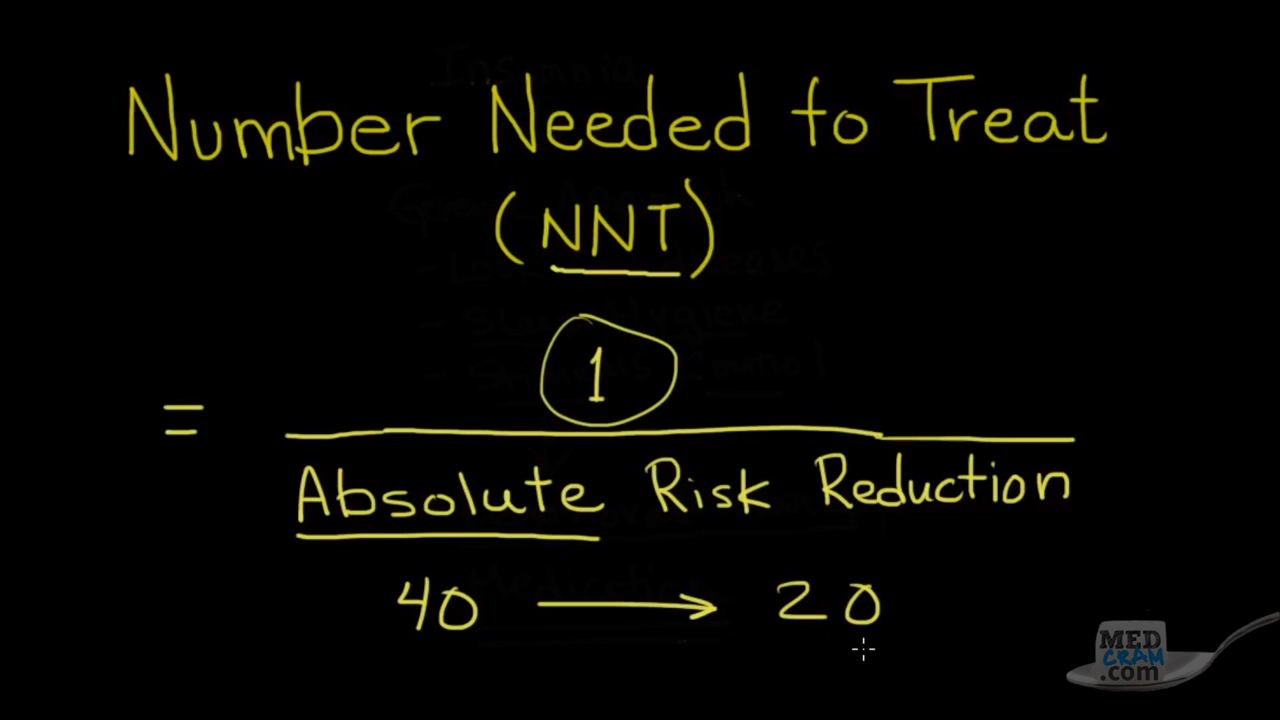 Number Needed to Treat
(NNT)
= 1
Absolute Risk Reduction
40 → 20
MED
CRAM
.com